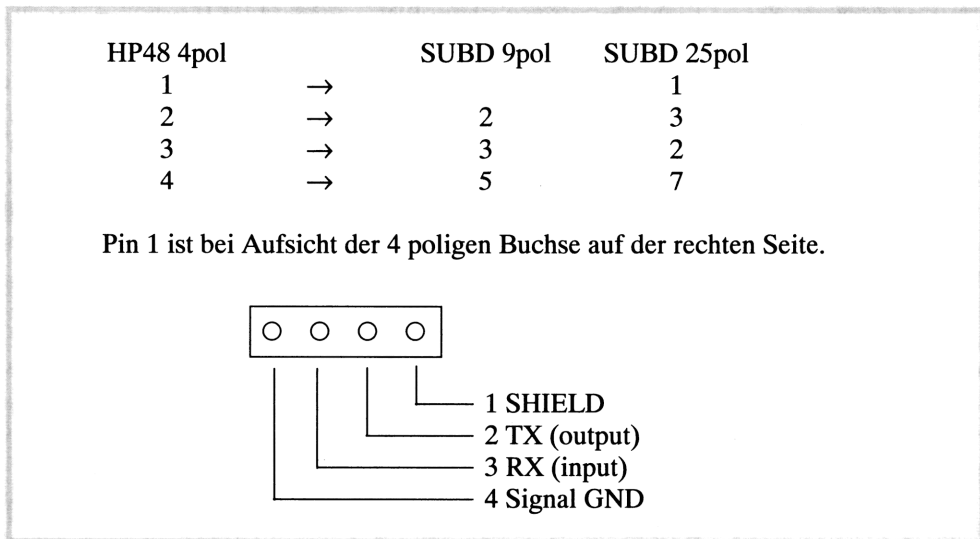 HP48 4pol SUBD 9pol SUBD 25pol
1 → 1
2 → 2 3
3 → 3 2
4 → 5 7
Pin 1 ist bei Aufsicht der 4 poligen Buchse auf der rechten Seite.
1 SHIELD
2 TX (output)
3 RX (input)
4 Signal GND